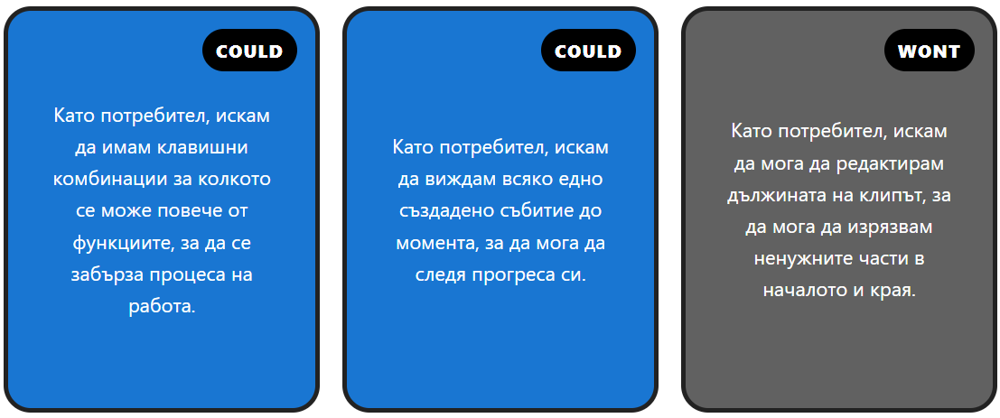 COULD
Като потребител, искам
да имам клавишни
комбинации за колкото
се може повече от
функциите, за да се
забърза процеса на
работа.
COULD
Като потребител, искам
да виждам всяко едно
създадено събитие до
момента, за да мога да
следя прогреса си.
WONT
Като потребител, искам
да мога да редактирам
дължината на клипът, за
да мога да изрязвам
ненужните части в
началото и края.